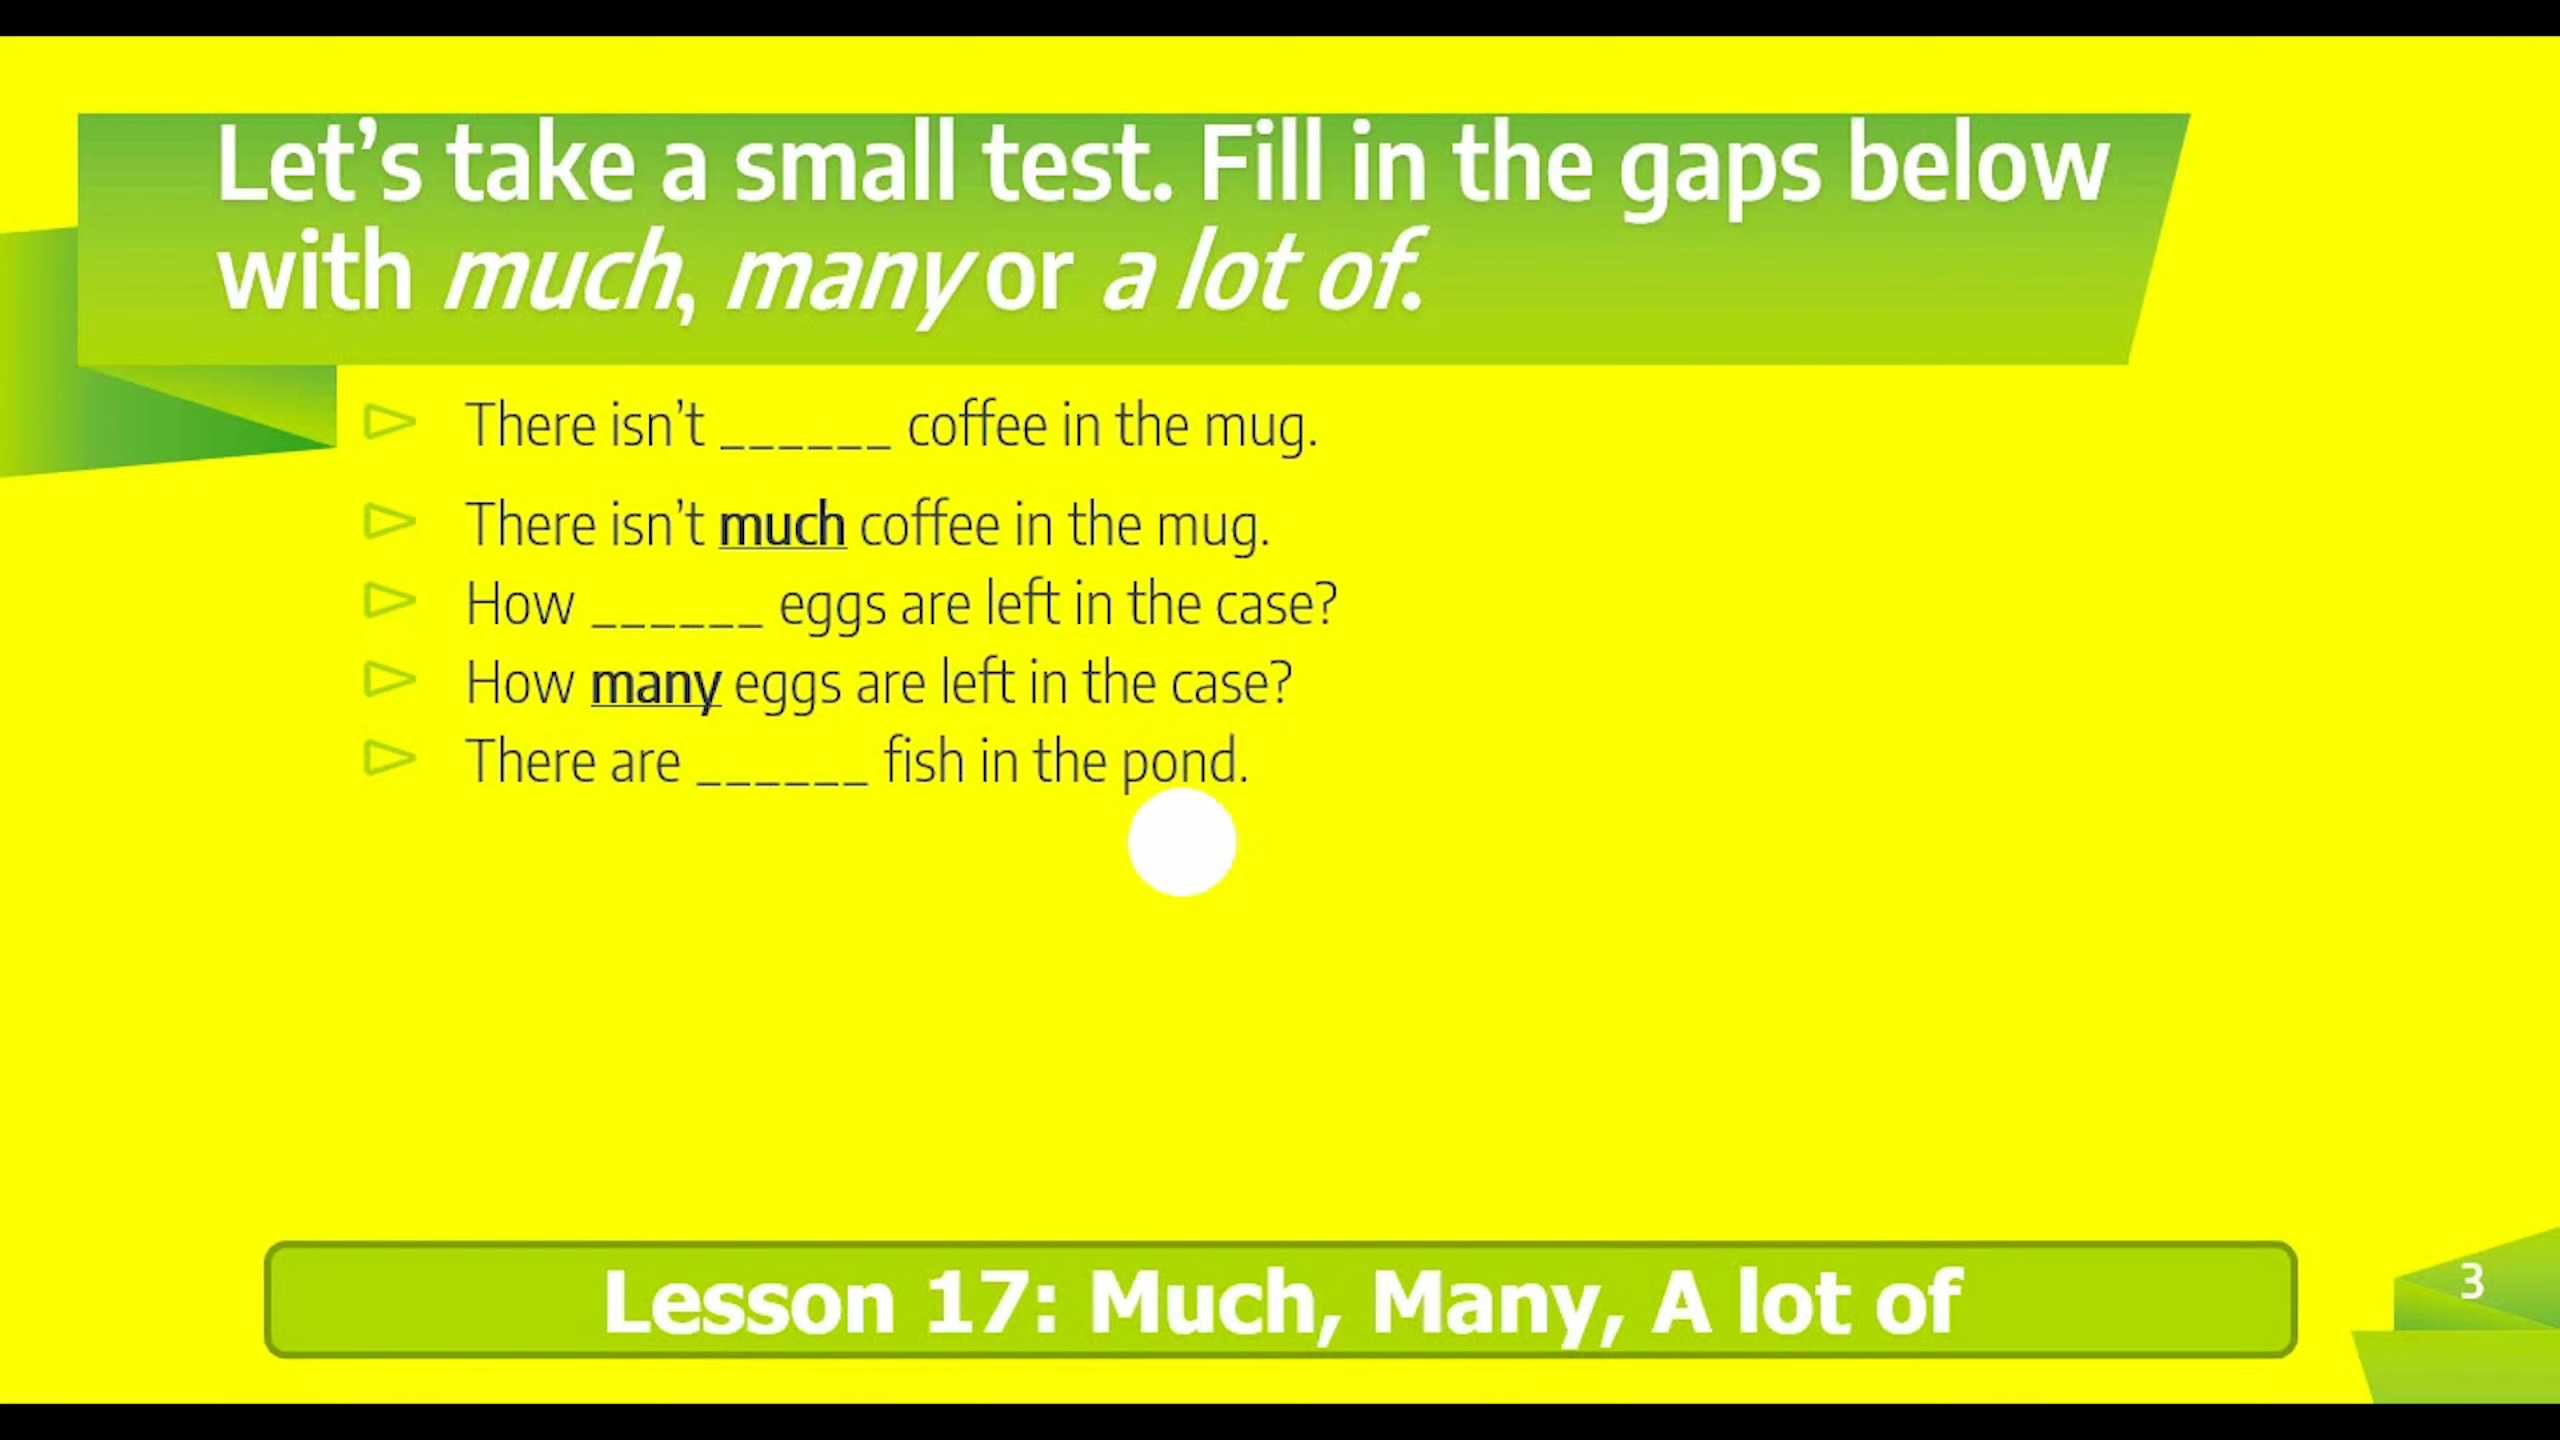 Let’s take a small test. Fill in the gaps below
with much, many or a lot of.
There isn’t ______ coffee in the mug.
There isn’t much coffee in the mug.
How ______ eggs are left in the case?
How many eggs are left in the case?
There are ______ fish in the pond.
Lesson 17: Much, Many, A lot of
3